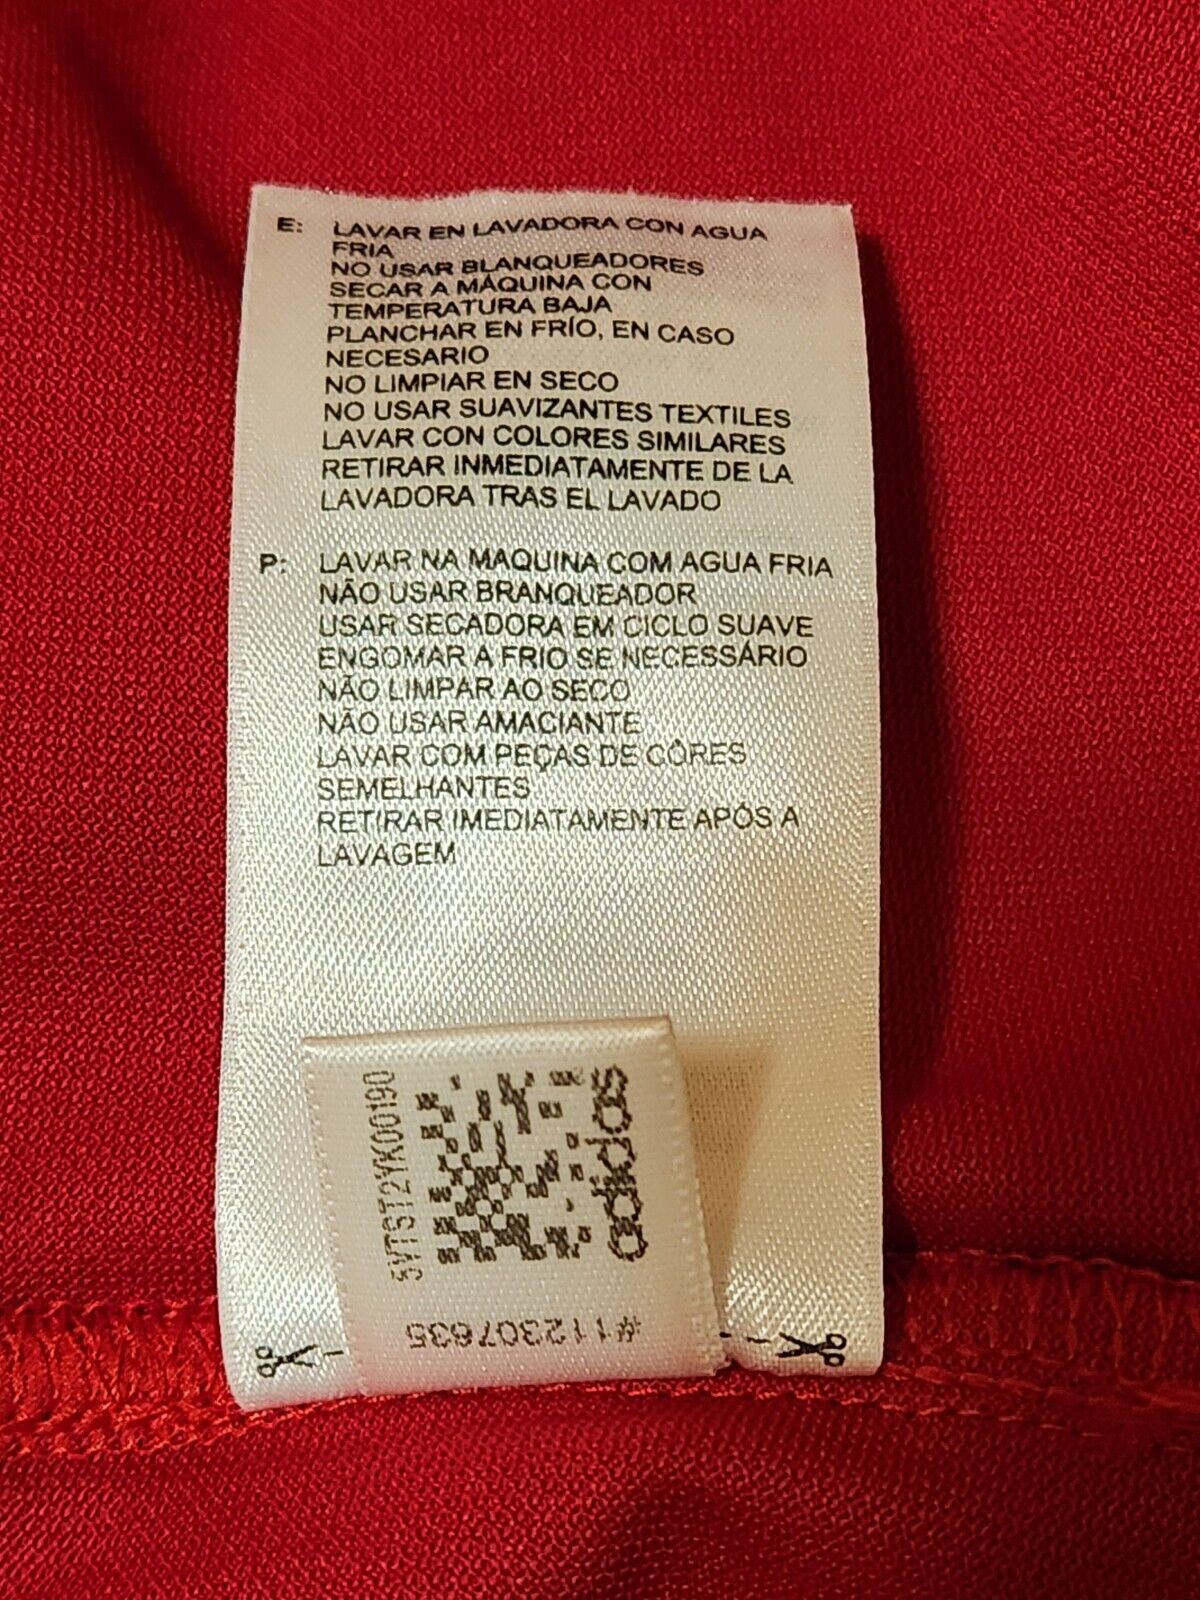 E: LAVAR EN LAVADORA CON AGUA
FRIA
NO USAR BLANQUEADORES
SECAR A MÁQUINA CON
TEMPERATURA BAJA
PLANCHAR EN FRÍO, EN CASO
NECESARIO
NO LIMPIAR EN SECO
NO USAR SUAVIZANTES TEXTILES
LAVAR CON COLORES SIMILARES
RETIRAR INMEDIATAMENTE DE LA
LAVADORA TRAS EL LAVADO
P: LAVAR NA MAQUINA COM AGUA FRIA
NÃO USAR BRANQUEADOR
USAR SECADORA EM CICLO SUAVE
ENGOMAR A FRIO SE NECESSÁRIO
NÃO LIMPAR AO SECO
NÃO USAR AMACIANTE
LAVAR COM PEÇAS DE CÔRES
SEMELHANTES
RETIRAR IMEDIATAMENTE APÓS A
LAVAGEM
adidas
5VTST2YK00190
#112307635